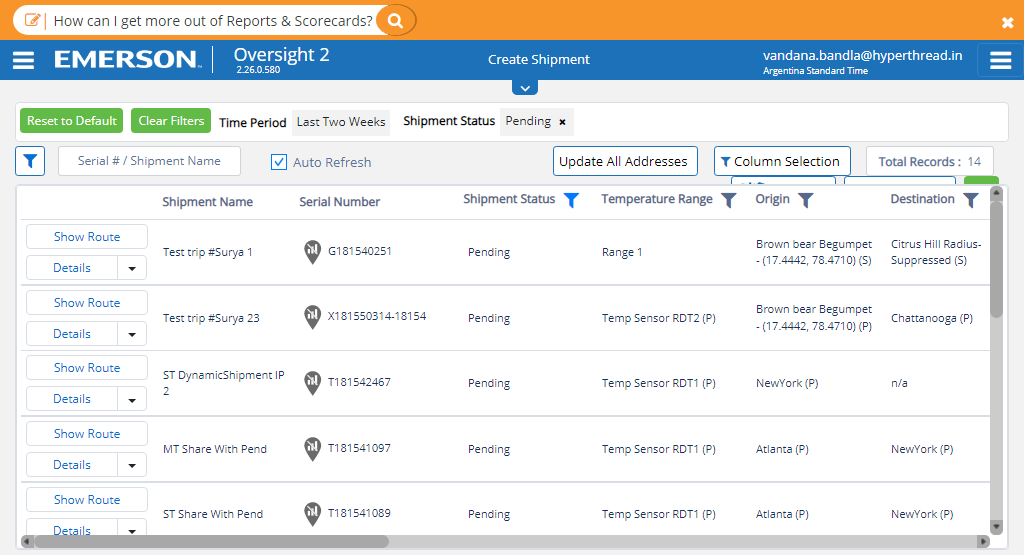 How can I get more out of Reports & Scorecards?
EMERSON Oversight 2
2.26.0.580
Create Shipment
vandana.bandla@hyperthread.in
Argentina Standard Time
Reset to Default Clear Filters Time Period Last Two Weeks Shipment Status Pending ×
Serial # / Shipment Name Auto Refresh Update All Addresses Column Selection Total Records : 14
Shipment Name Serial Number Shipment Status Temperature Range Origin Destination
Show Route
Details
Test trip #Surya 1 G181540251 Pending Range 1
Brown bear Begumpet
- (17.4442, 78.4710) (S)
Citrus Hill Radius-
Suppressed (S)
Show Route
Details
Test trip #Surya 23 X181550314-18154 Pending Temp Sensor RDT2 (P)
Brown bear Begumpet
- (17.4442, 78.4710) (P)
Chattanooga (P)
Show Route
Details
ST DynamicShipment IP
2
T181542467 Pending Temp Sensor RDT1 (P) NewYork (P) n/a
Show Route
Details
MT Share With Pend T181541097 Pending Temp Sensor RDT1 (P) Atlanta (P) NewYork (P)
Show Route
Details
ST Share With Pend T181541089 Pending Temp Sensor RDT1 (P) Atlanta (P) NewYork (P)